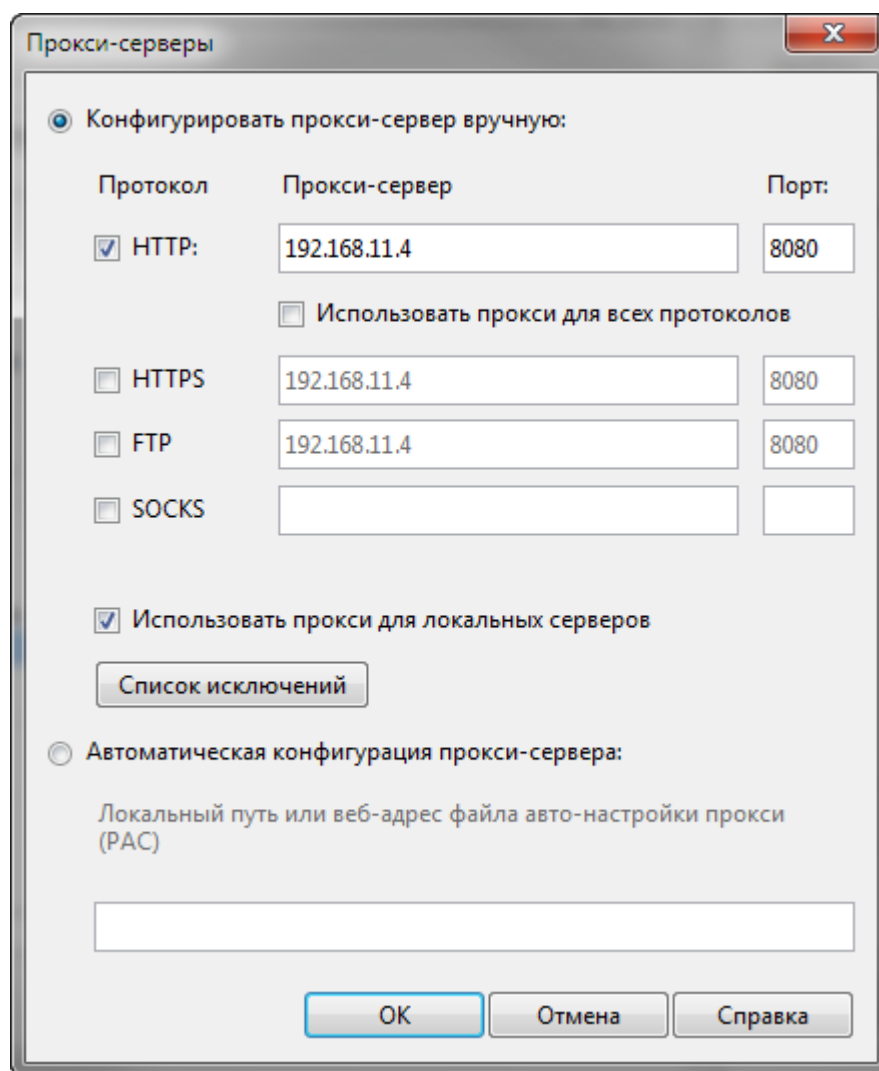 Прокси-серверы
Конфигурировать прокси-сервер вручную:
Протокол Прокси-сервер Порт:
HTTP: 192.168.11.4 8080
Использовать прокси для всех протоколов
HTTPS 192.168.11.4 8080
FTP 192.168.11.4 8080
SOCKS
Использовать прокси для локальных серверов
Список исключений
Автоматическая конфигурация прокси-сервера:
Локальный путь или веб-адрес файла авто-настройки прокси
(PAC)
OK Отмена Справка